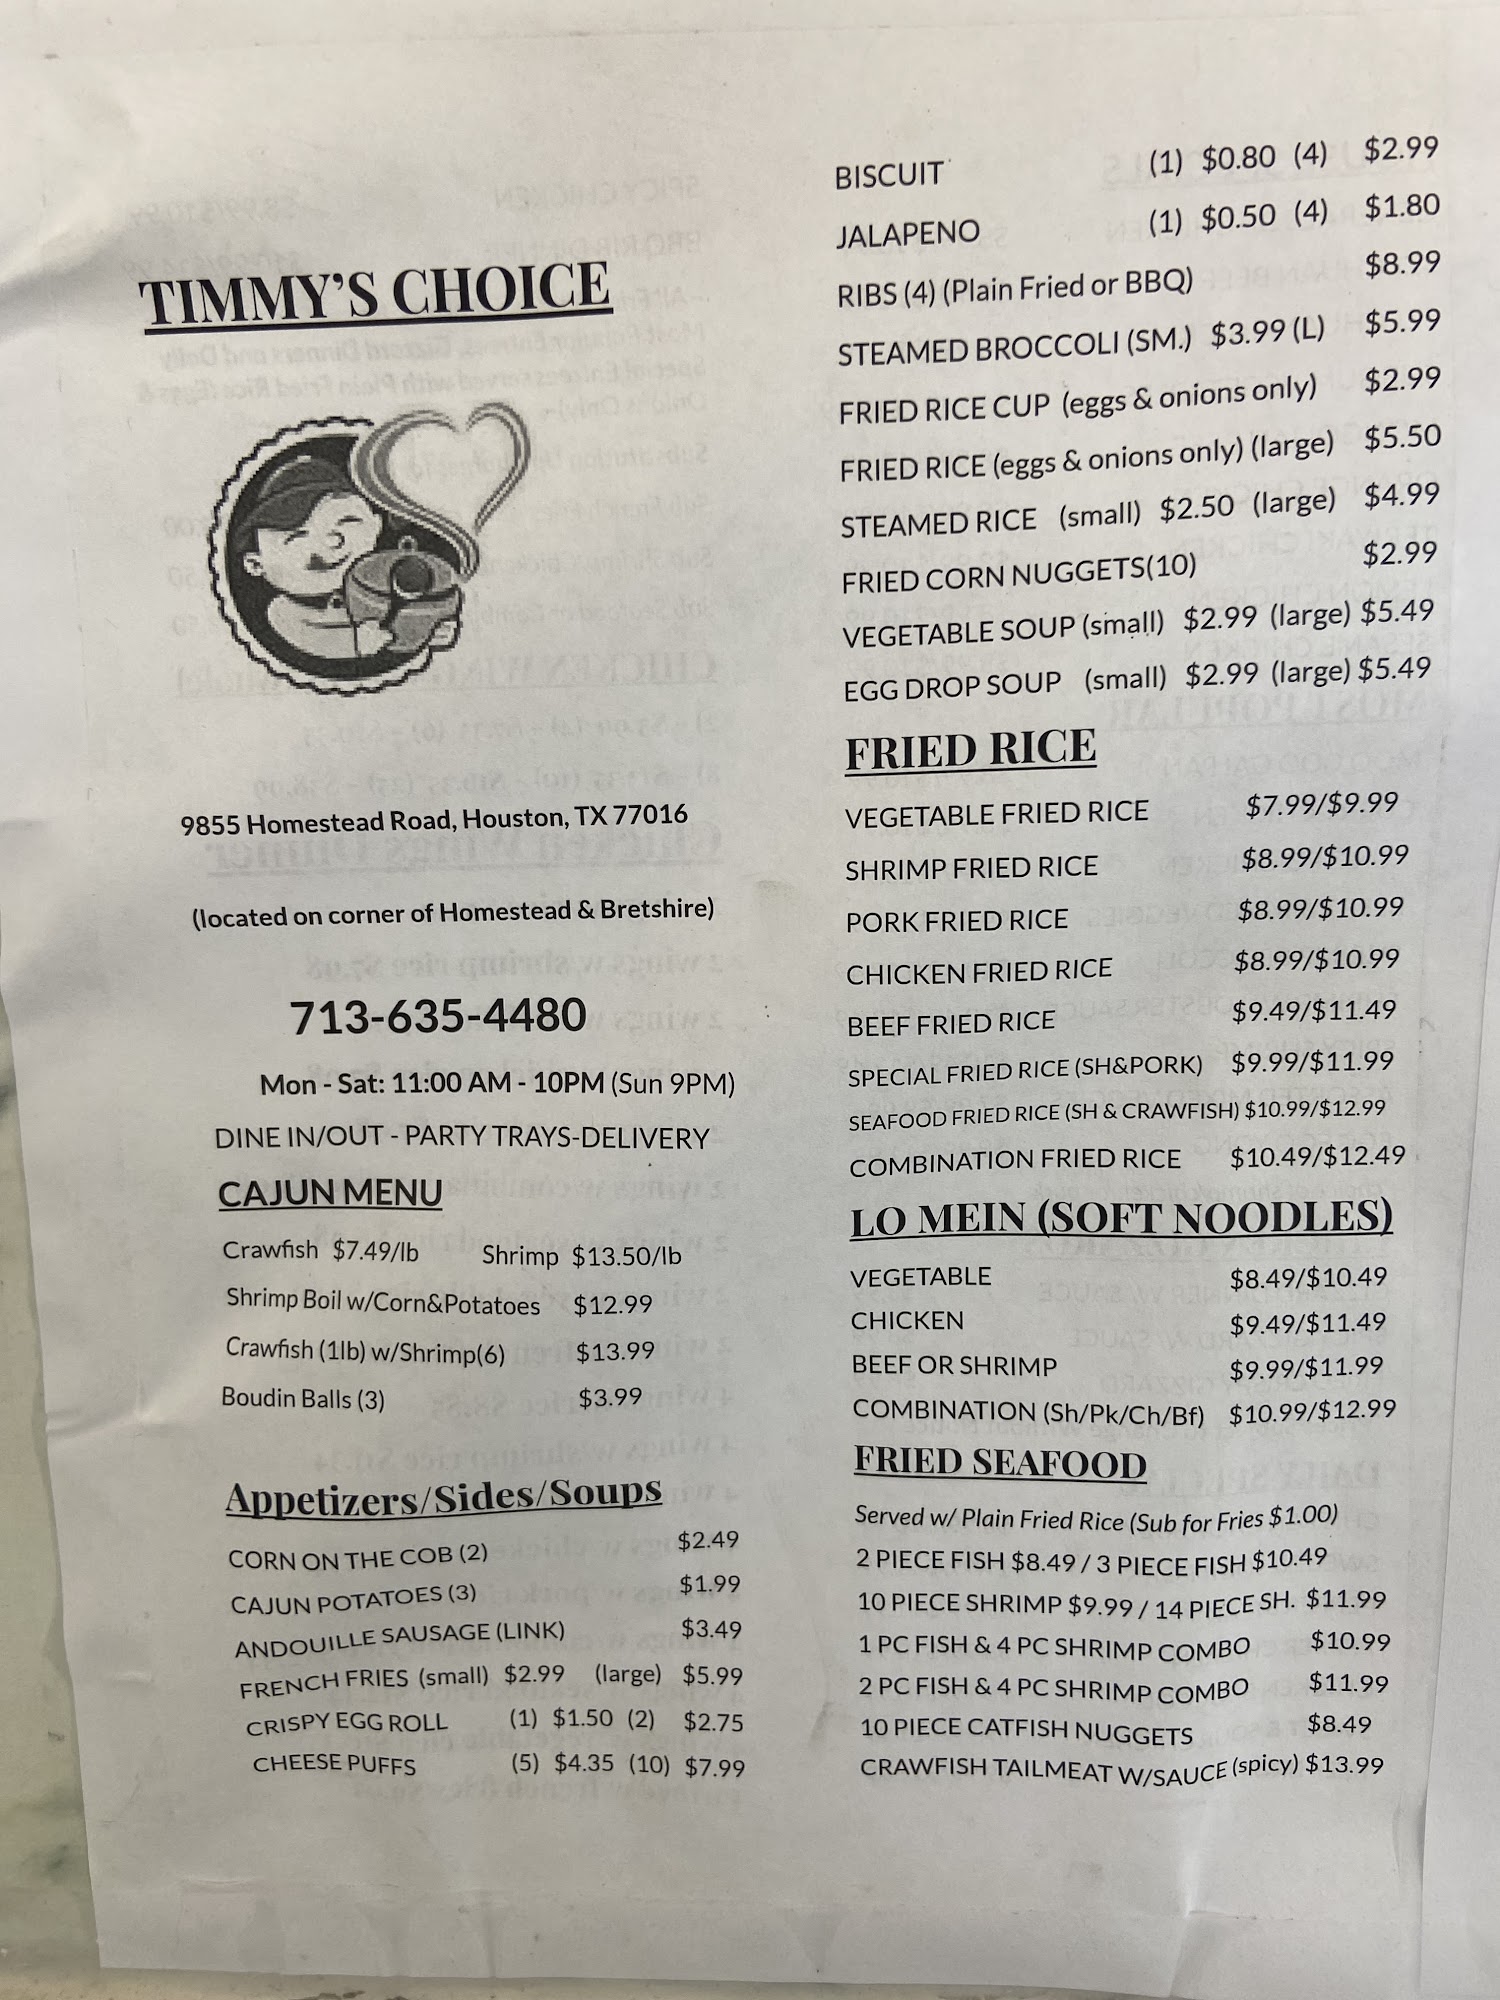 TIMMY'S CHOICE
9855 Homestead Road, Houston, TX 77016
(located on corner of Homestead & Bretshire)
713-635-4480
Mon - Sat: 11:00 AM - 10PM (Sun 9PM)
DINE IN/OUT - PARTY TRAYS-DELIVERY
CAJUN MENU
Crawfish $7.49/lb Shrimp $13.50/lb
Shrimp Boil w/Corn&Potatoes $12.99
Crawfish (1lb) w/Shrimp(6) $13.99
Boudin Balls (3) $3.99
Appetizers/Sides/Soups
CORN ON THE COB (2) $2.49
CAJUN POTATOES (3) $1.99
ANDOUILLE SAUSAGE (LINK) $3.49
FRENCH FRIES (small) $2.99 (large) $5.99
CRISPY EGG ROLL (1) $1.50 (2) $2.75
CHEESE PUFFS (5) $4.35 (10) $7.99
BISCUIT (1) $0.80 (4) $2.99
JALAPENO (1) $0.50 (4) $1.80
RIBS (4) (Plain Fried or BBQ) $8.99
STEAMED BROCCOLI (SM.) $3.99 (L) $5.99
FRIED RICE CUP (eggs & onions only) $2.99
FRIED RICE (eggs & onions only) (large) $5.50
STEAMED RICE (small) $2.50 (large) $4.99
FRIED CORN NUGGETS(10) $2.99
VEGETABLE SOUP (small) $2.99 (large) $5.49
EGG DROP SOUP (small) $2.99 (large) $5.49
FRIED RICE
VEGETABLE FRIED RICE $7.99/$9.99
SHRIMP FRIED RICE $8.99/$10.99
PORK FRIED RICE $8.99/$10.99
CHICKEN FRIED RICE $8.99/$10.99
BEEF FRIED RICE $9.49/$11.49
SPECIAL FRIED RICE (SH&PORK) $9.99/$11.99
SEAFOOD FRIED RICE (SH & CRAWFISH) $10.99/$12.99
COMBINATION FRIED RICE $10.49/$12.49
LO MEIN (SOFT NOODLES)
VEGETABLE $8.49/$10.49
CHICKEN $9.49/$11.49
BEEF OR SHRIMP $9.99/$11.99
COMBINATION (Sh/Pk/Ch/Bf) $10.99/$12.99
FRIED SEAFOOD
Served w/ Plain Fried Rice (Sub for Fries $1.00)
2 PIECE FISH $8.49 / 3 PIECE FISH $10.49
10 PIECE SHRIMP $9.99 / 14 PIECE SH. $11.99
1 PC FISH & 4 PC SHRIMP COMBO $10.99
2 PC FISH & 4 PC SHRIMP COMBO $11.99
10 PIECE CATFISH NUGGETS $8.49
CRAWFISH TAILMEAT W/SAUCE (spicy) $13.99